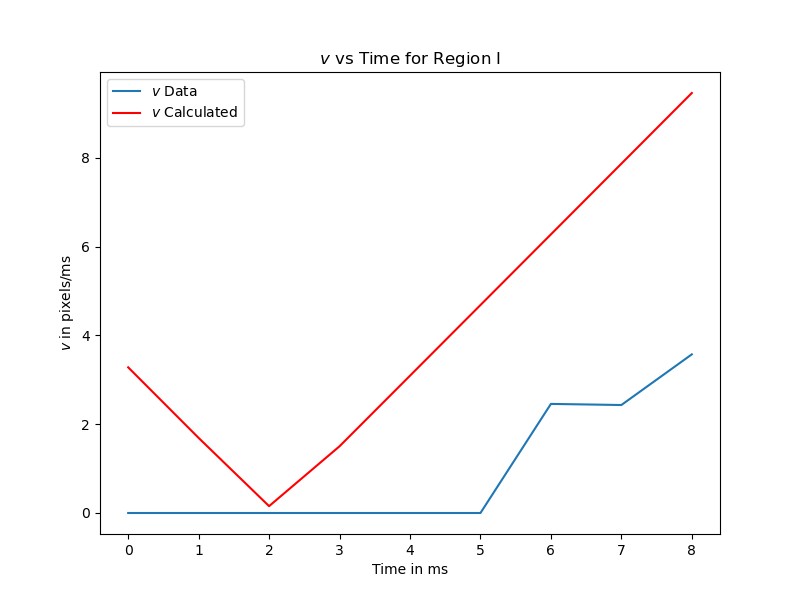 v vs Time for Region I
v Data
v Calculated
v in pixels/ms
8
6
4
2
0
0 1 2 3 4 5 6 7 8
Time in ms